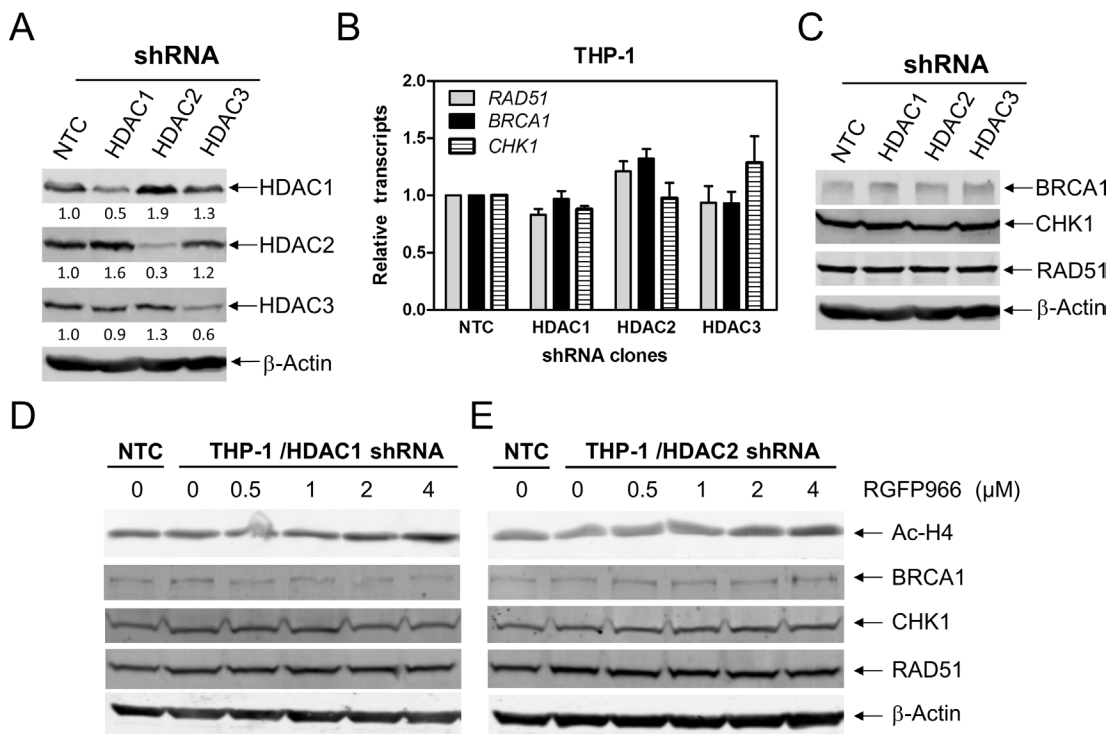 A
shRNA
NTC HDAC1 HDAC2 HDAC3
HDAC1
1.0 0.5 1.9 1.3
HDAC2
1.0 1.6 0.3 1.2
HDAC3
1.0 0.9 1.3 0.6
β-Actin
B
THP-1
Relative transcripts
2.0
1.5
1.0
0.5
0.0
RAD51
BRCA1
CHK1
NTC HDAC1 HDAC2 HDAC3
shRNA clones
C
shRNA
NTC HDAC1 HDAC2 HDAC3
BRCA1
CHK1
RAD51
β-Actin
D
NTC THP-1 /HDAC1 shRNA
0 0 0.5 1 2 4
E
NTC THP-1 /HDAC2 shRNA
0 0 0.5 1 2 4 RGFP966 (µM)
Ac-H4
BRCA1
CHK1
RAD51
β-Actin